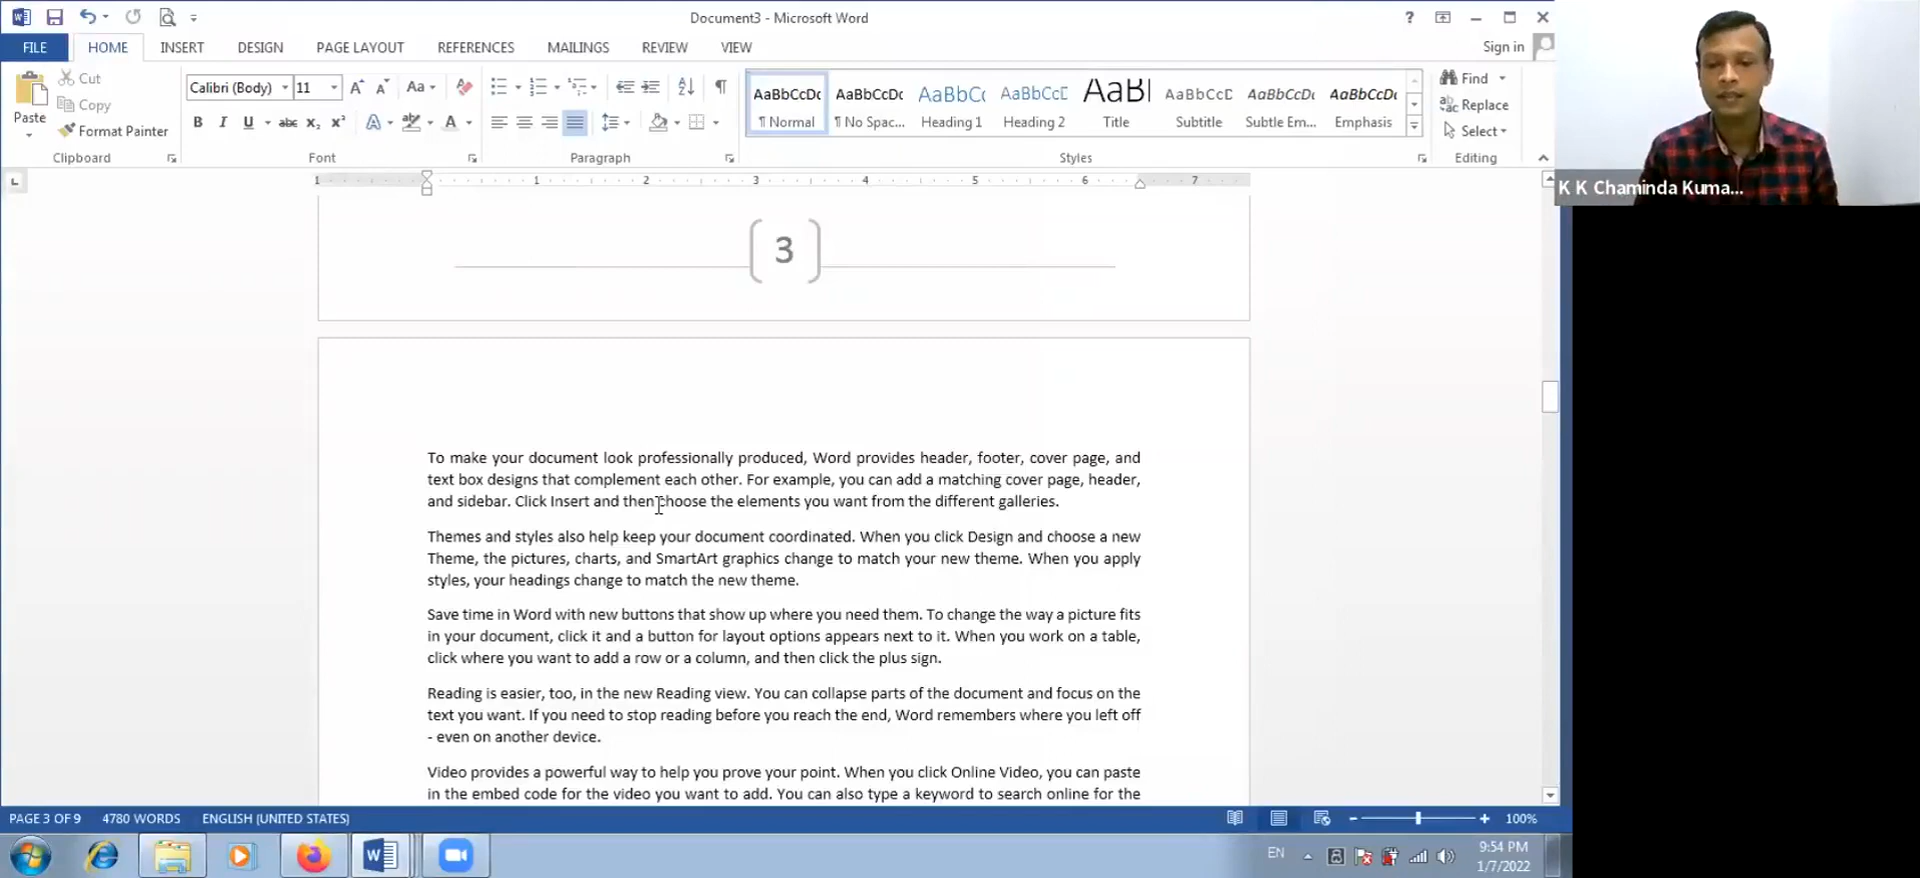 Document3 - Microsoft Word
?
FILE
HOME
INSERT
DESIGN
PAGE LAYOUT
REFERENCES
MAILINGS
REVIEW
VIEW
Sign in
Paste
Cut
Copy
Format Painter
Clipboard
Calibri (Body)
11
Font
Paragraph
AaBbCcDc
¶ Normal
AaBbCcDc
¶ No Spac...
AaBbC(
Heading 1
AaBbCcE
Heading 2
AaB
Title
AaBbCcD
Subtitle
AaBbCcDc
Subtle Em...
AaBbCcDc
Emphasis
Styles
Find
Replace
Select
Editing
K K Chaminda Kuma...
1 1 2 3 4 5 6 7
3
To make your document look professionally produced, Word provides header, footer, cover page, and
text box designs that complement each other. For example, you can add a matching cover page, header,
and sidebar. Click Insert and then choose the elements you want from the different galleries.
Themes and styles also help keep your document coordinated. When you click Design and choose a new
Theme, the pictures, charts, and SmartArt graphics change to match your new theme. When you apply
styles, your headings change to match the new theme.
Save time in Word with new buttons that show up where you need them. To change the way a picture fits
in your document, click it and a button for layout options appears next to it. When you work on a table,
click where you want to add a row or a column, and then click the plus sign.
Reading is easier, too, in the new Reading view. You can collapse parts of the document and focus on the
text you want. If you need to stop reading before you reach the end, Word remembers where you left off
- even on another device.
Video provides a powerful way to help you prove your point. When you click Online Video, you can paste
in the embed code for the video you want to add. You can also type a keyword to search online for the
PAGE 3 OF 9
4780 WORDS
ENGLISH (UNITED STATES)
100%
EN
9:54 PM
1/7/2022